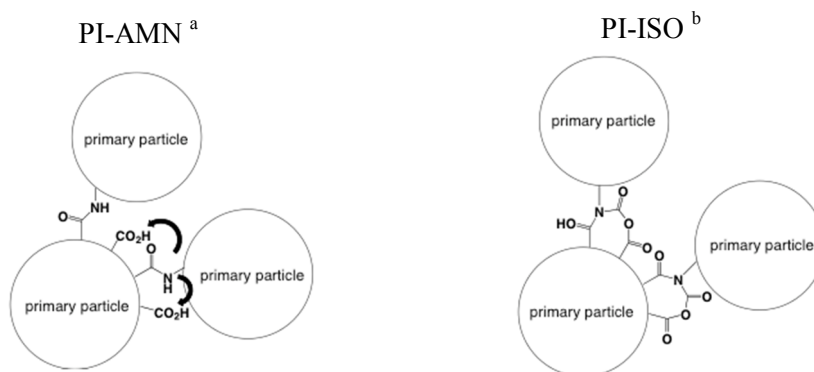 PI-AMN a
PI-ISO b
primary particle
NH
O
CO2H
O
N
H
primary particle
primary particle
CO2H
primary particle
O
N
HO
O
O
O
N
primary particle
O
O
O
primary particle